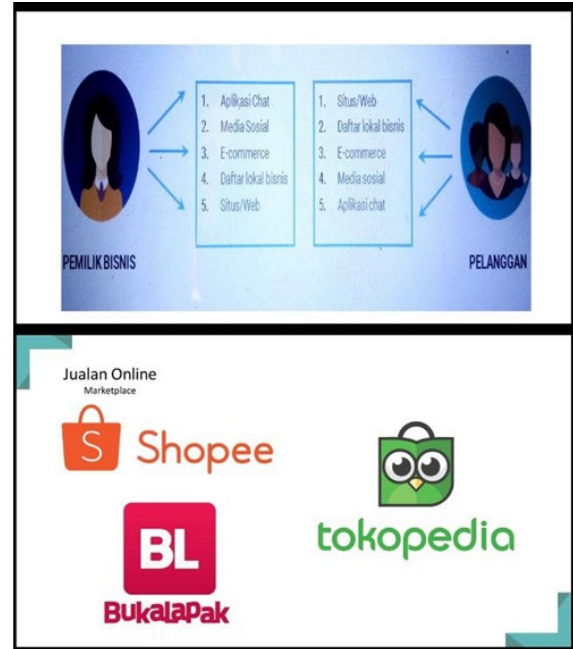 1. Aplikasi Chat
2. Media Sosial
3. E-commerce
4. Daftar lokal bisnis
5. Situs/Web
1. Situs/Web
2. Daftar lokal bisnis
3. E-commerce
4. Media sosial
5. Aplikasi chat
PEMILIK BISNIS
PELANGGAN
Jualan Online
Marketplace
S Shopee
tokopedia
BL
BukalaPak